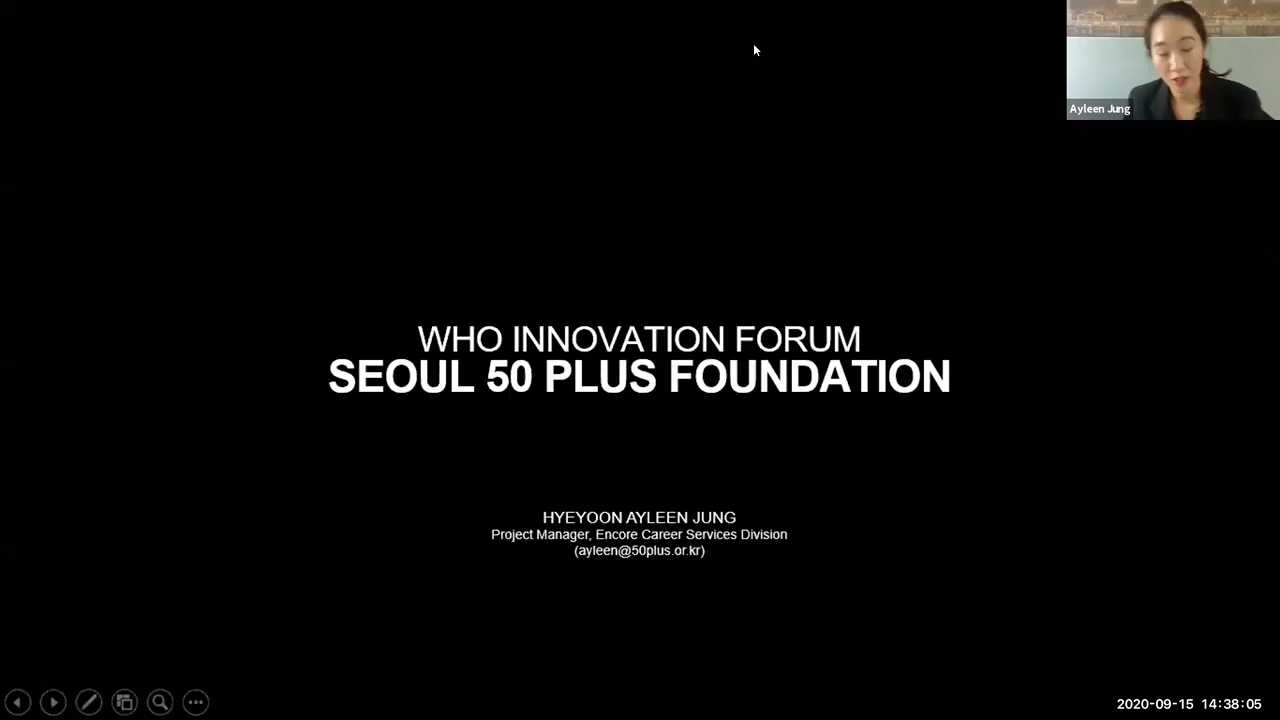 Ayleen Jung
WHO INNOVATION FORUM
SEOUL 50 PLUS FOUNDATION
HYEYOON AYLEEN JUNG
Project Manager, Encore Career Services Division
(ayleen@50plus.or.kr)
2020-09-15 14:38:05